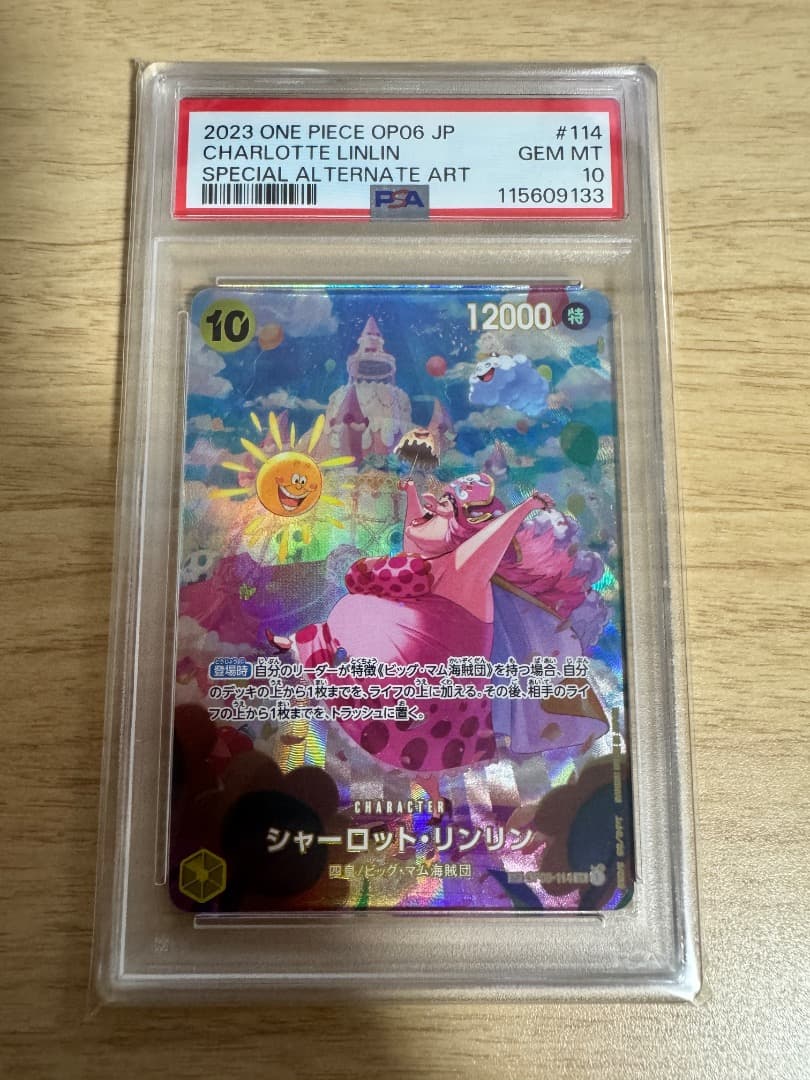 2023 ONE PIECE OP06 JP #114
CHARLOTTE LINLIN GEM MT
SPECIAL ALTERNATE ART 10
PSA 115609133
10
12000 特
登場時 自分のリーダーが特徴《ビッグ・マム海賊団》を持つ場合、自分
のデッキの上から1枚までを、ライフの上に加える。その後、相手のライ
フの上から1枚までを、トラッシュに置く。
CHARACTER
シャーロット・リンリン
四皇/ビッグ・マム海賊団